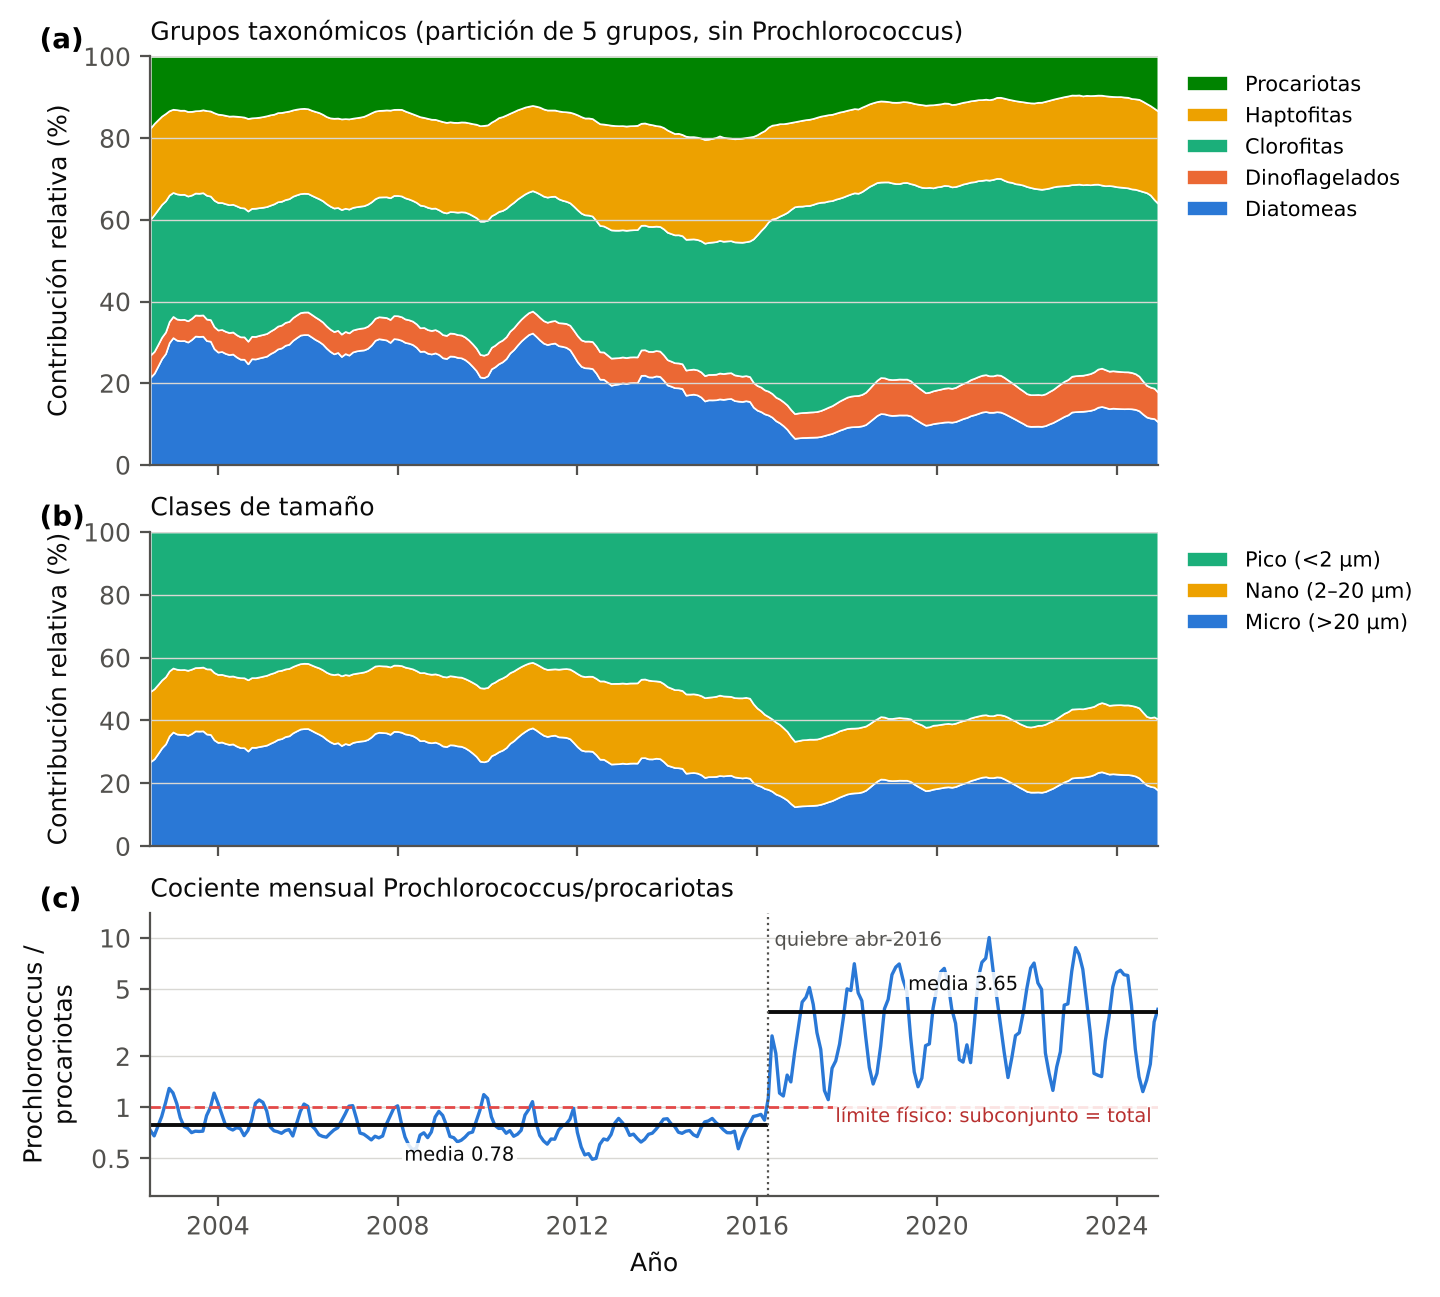 (a)
Grupos taxonómicos (partición de 5 grupos, sin Prochlorococcus)
Contribución relativa (%)
100
80
60
40
20
0
Procariotas
Haptofitas
Clorofitas
Dinoflagelados
Diatomeas
(b)
Clases de tamaño
Contribución relativa (%)
100
80
60
40
20
0
Pico (<2 µm)
Nano (2–20 µm)
Micro (>20 µm)
(c)
Cociente mensual Prochlorococcus/procariotas
Prochlorococcus /
procariotas
10
5
2
1
0.5
quiebre abr-2016
media 3.65
límite físico: subconjunto = total
media 0.78
2004
2008
2012
2016
2020
2024
Año